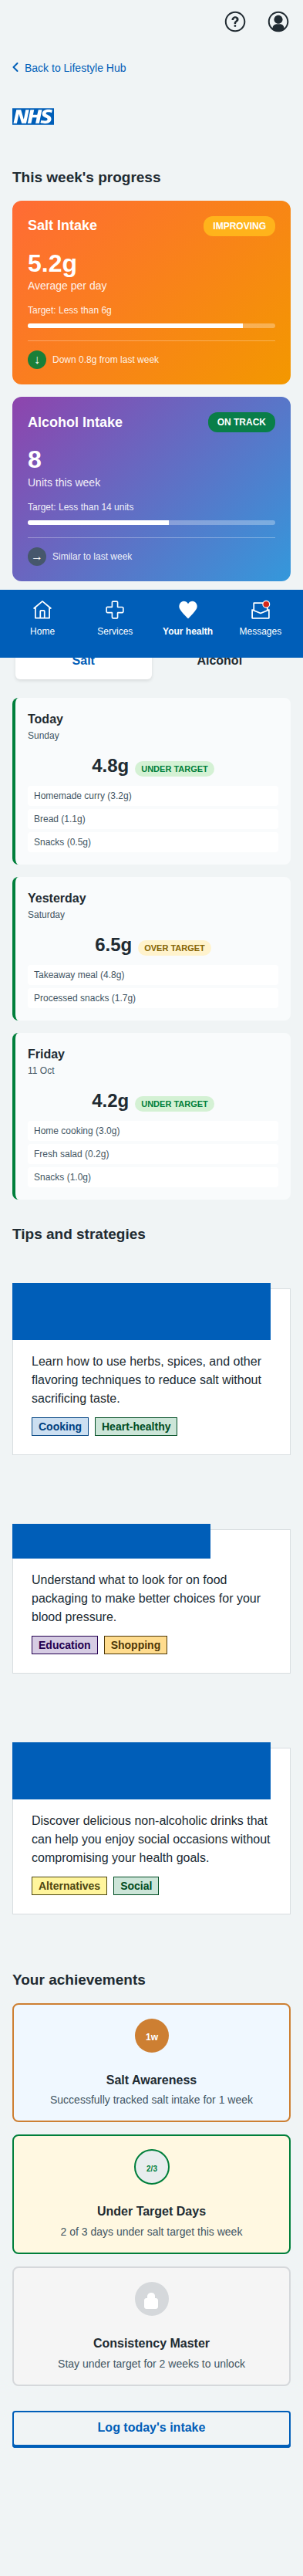 Back to Lifestyle Hub
NHS
This week's progress
Salt Intake
IMPROVING
5.2g
Average per day
Target: Less than 6g
↓ Down 0.8g from last week
Alcohol Intake
ON TRACK
8
Units this week
Target: Less than 14 units
→ Similar to last week
Home
Services
Your health
Messages
Salt
Alcohol
Today
Sunday
4.8g UNDER TARGET
Homemade curry (3.2g)
Bread (1.1g)
Snacks (0.5g)
Yesterday
Saturday
6.5g OVER TARGET
Takeaway meal (4.8g)
Processed snacks (1.7g)
Friday
11 Oct
4.2g UNDER TARGET
Home cooking (3.0g)
Fresh salad (0.2g)
Snacks (1.0g)
Tips and strategies
Learn how to use herbs, spices, and other
flavoring techniques to reduce salt without
sacrificing taste.
Cooking Heart-healthy
Understand what to look for on food
packaging to make better choices for your
blood pressure.
Education Shopping
Discover delicious non-alcoholic drinks that
can help you enjoy social occasions without
compromising your health goals.
Alternatives Social
Your achievements
1w
Salt Awareness
Successfully tracked salt intake for 1 week
2/3
Under Target Days
2 of 3 days under salt target this week
Consistency Master
Stay under target for 2 weeks to unlock
Log today's intake